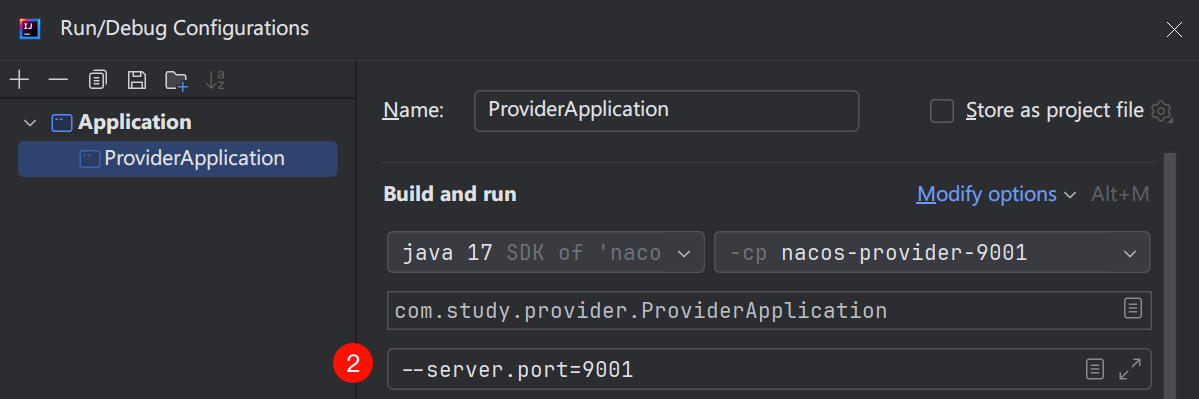 Run/Debug Configurations
Application
ProviderApplication
Name: ProviderApplication Store as project file
Build and run Modify options Alt+M
java 17 SDK of 'naco -cp nacos-provider-9001
com.study.provider.ProviderApplication
2 --server.port=9001